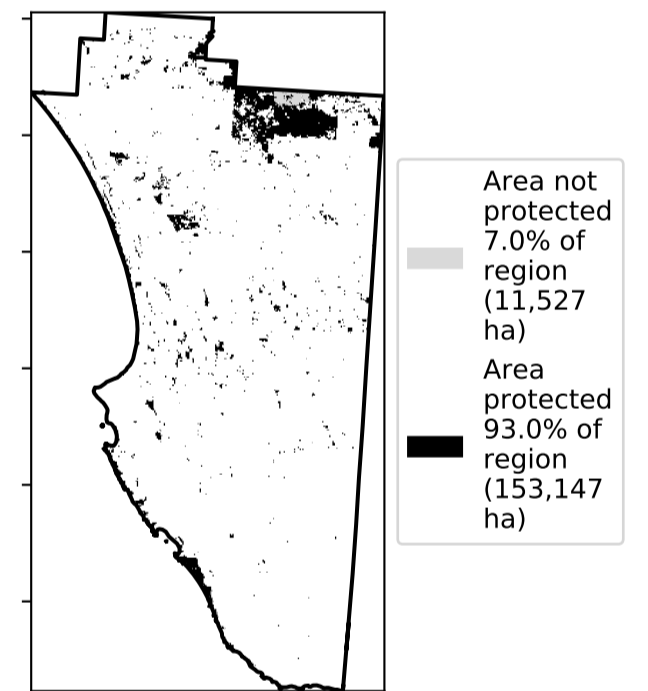 Area not
protected
7.0% of
region
(11,527
ha)
Area
protected
93.0% of
region
(153,147
ha)